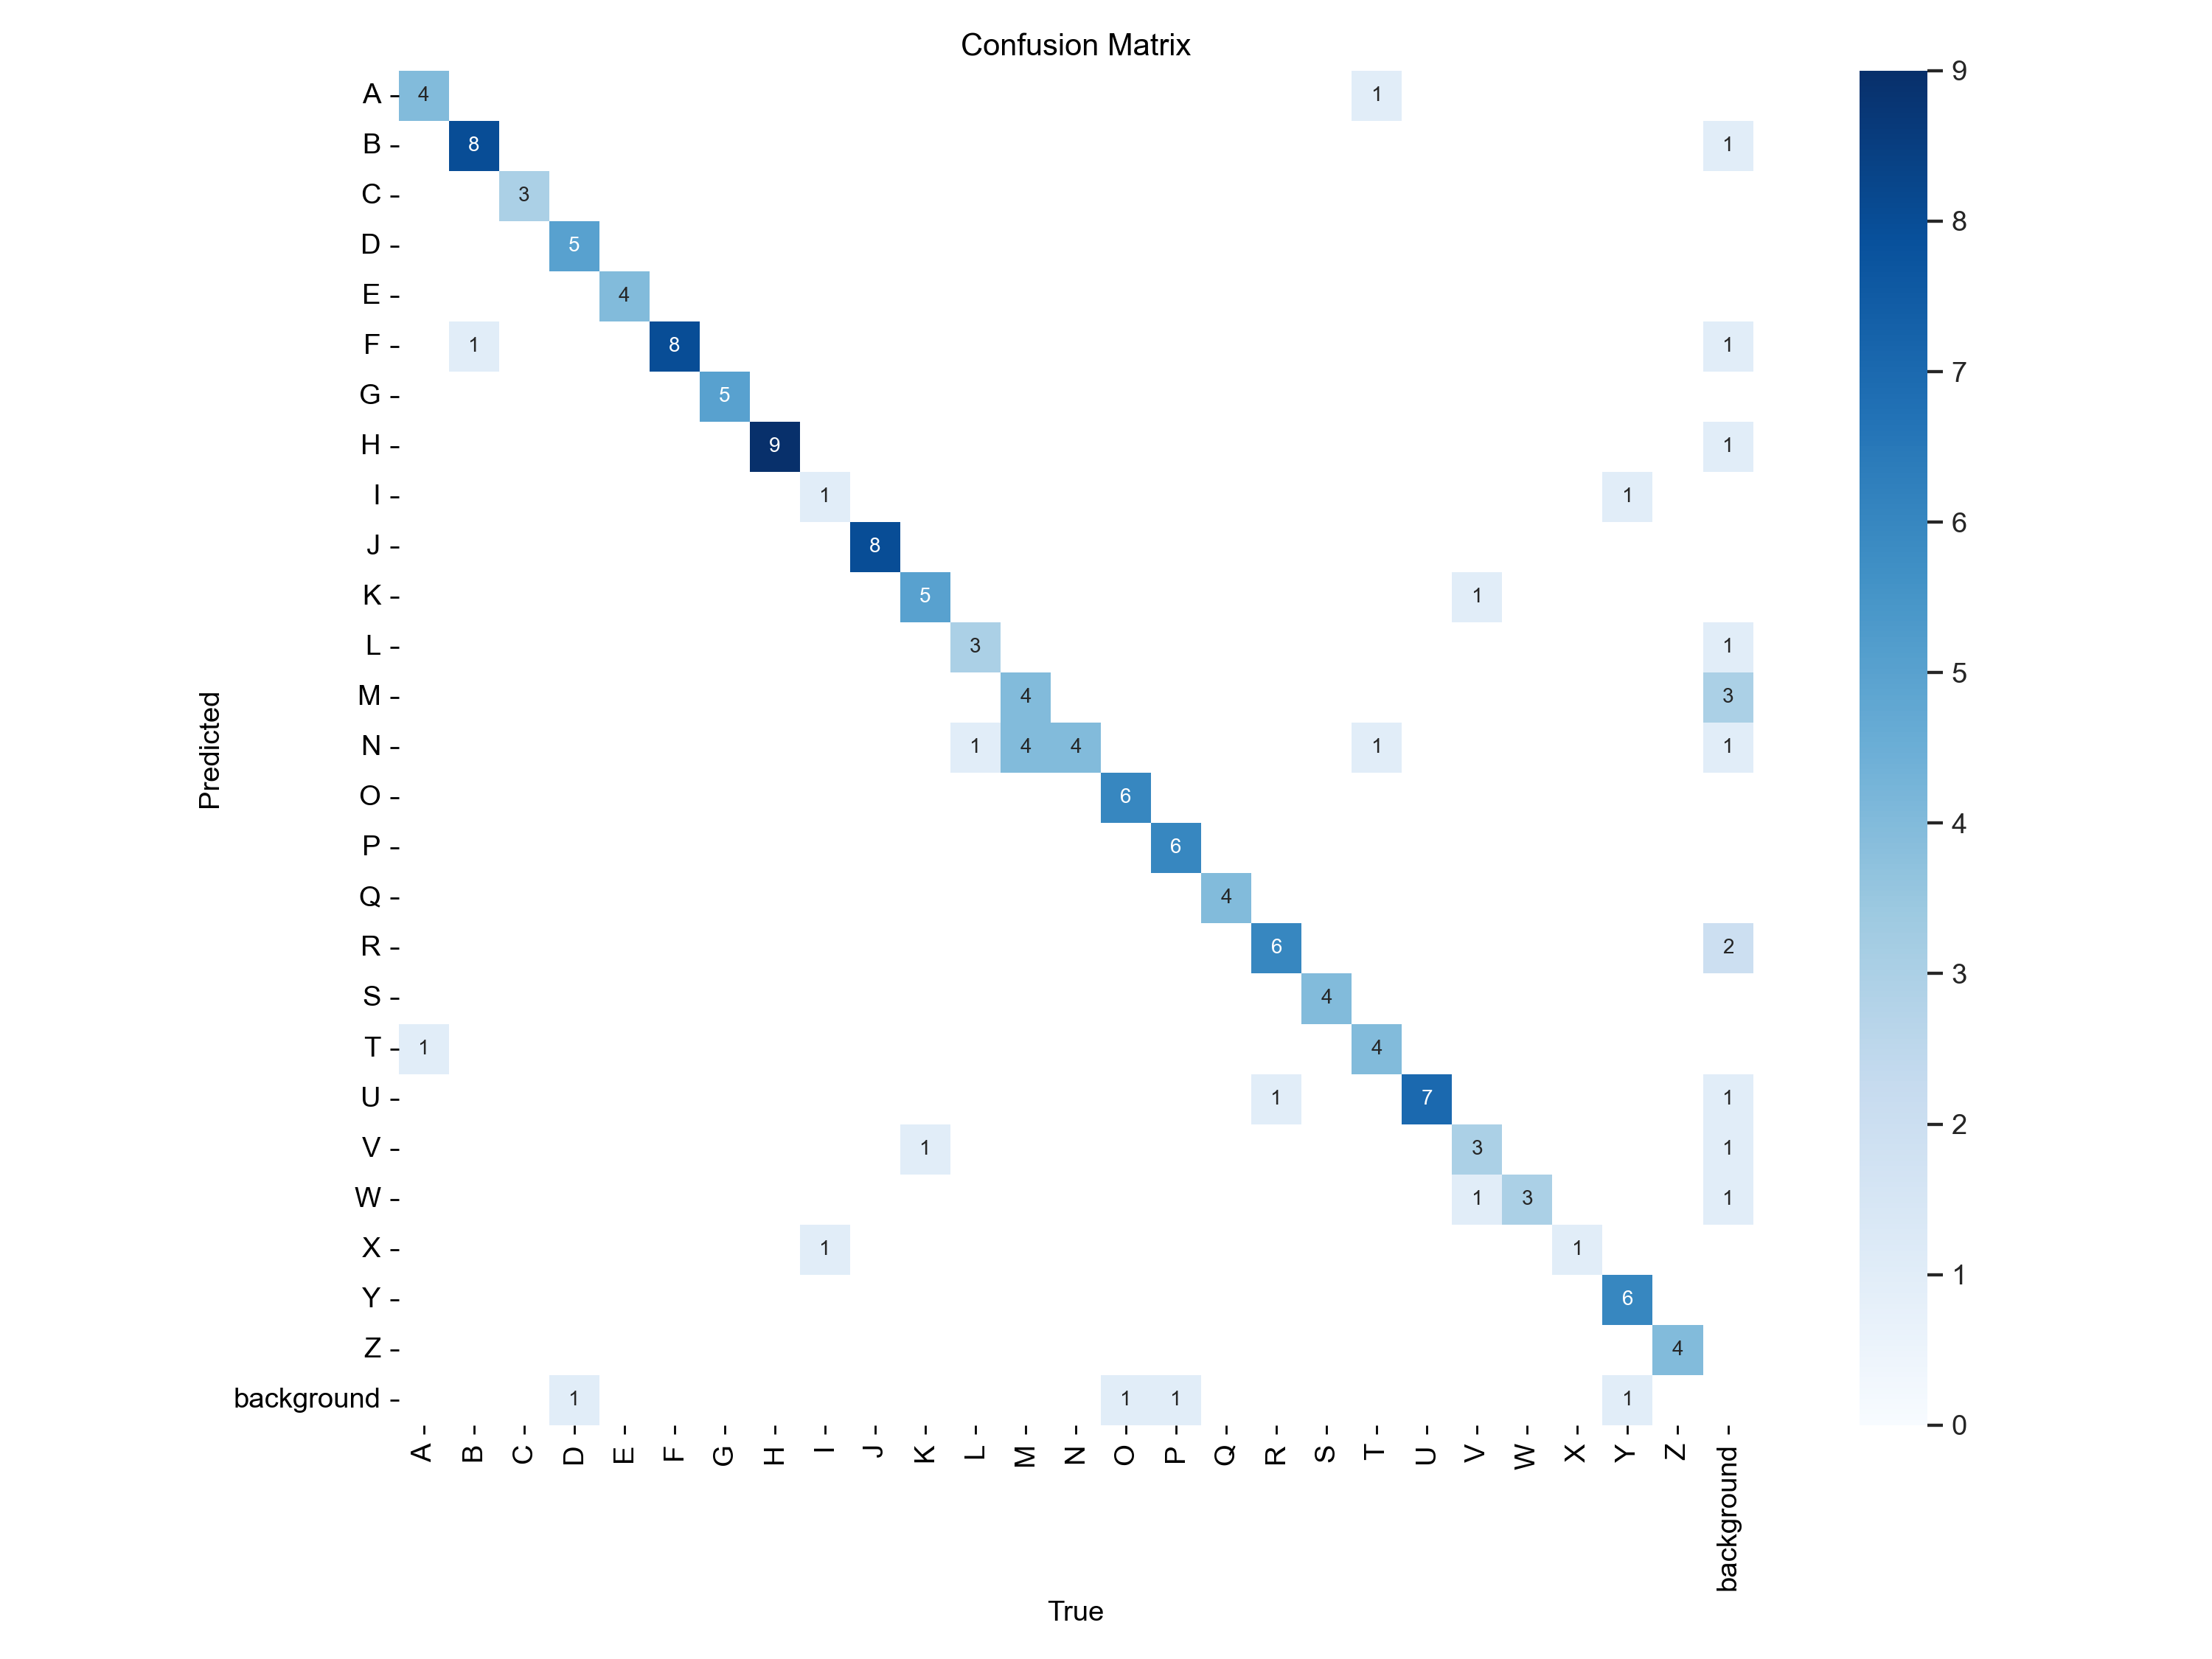 Confusion Matrix
A 4 1
B 8 1
C 3
D 5
E 4
F 1 8 1
G 5
H 9 1
I 1 1
J 8
K 5 1
L 3 1
M 4 3
N 1 4 4 1 1
O 6
P 6
Q 4
R 6 2
S 4
T 1 4
U 1 7 1
V 1 3 1
W 1 3 1
X 1 1
Y 6
Z 4
background 1 1 1 1
A B C D E F G H I J K L M N O P Q R S T U V W X Y Z background
True
Predicted
9
8
7
6
5
4
3
2
1
0